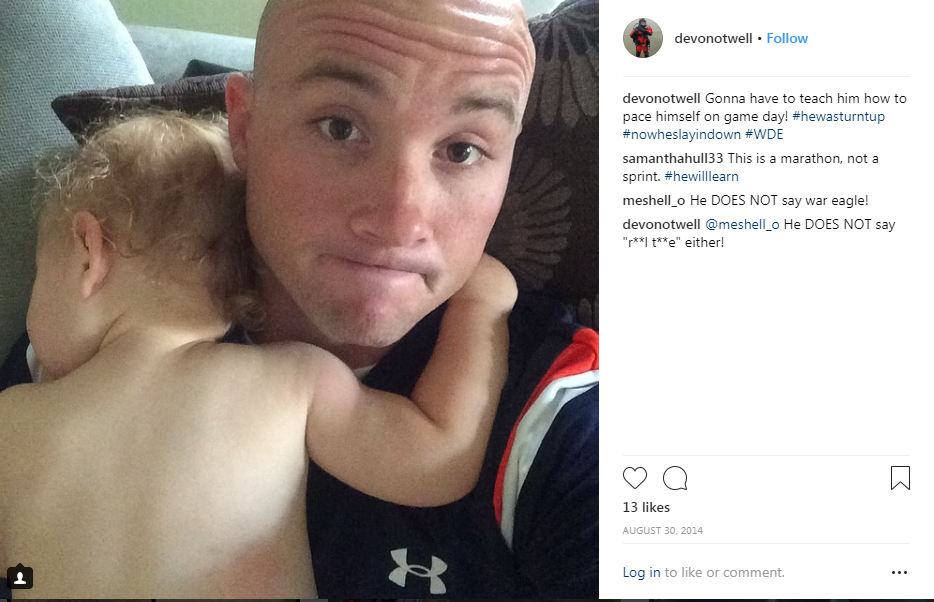 devonotwell • Follow
devonotwell Gonna have to teach him how to
pace himself on game day! #hewasturntup
#nowheslayindown #WDE
samanthahull33 This is a marathon, not a
sprint. #hewilllearn
meshell_o He DOES NOT say war eagle!
devonotwell @meshell_o He DOES NOT say
"r**l t**e" either!
13 likes
AUGUST 30, 2014
Log in to like or comment.